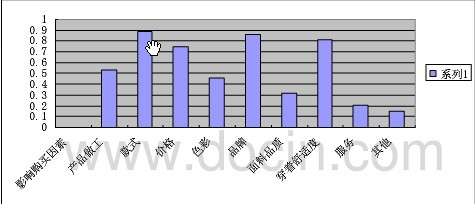 1
0.9
0.8
0.7
0.6
0.5
0.4
0.3
0.2
0.1
0
影响购买因素
产品做工
款式
价格
色彩
品牌
面料品质
穿着舒适度
服务
其他
系列1
www.docin.com